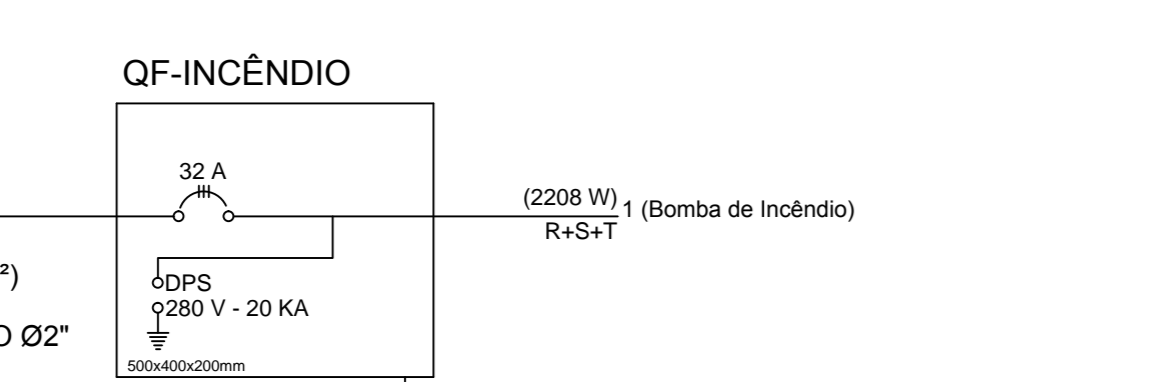 QF-INCÊNDIO
32 A
(2208 W)
1 (Bomba de Incêndio)
R+S+T
²)
DPS
280 V - 20 KA
Ø2"
500x400x200mm